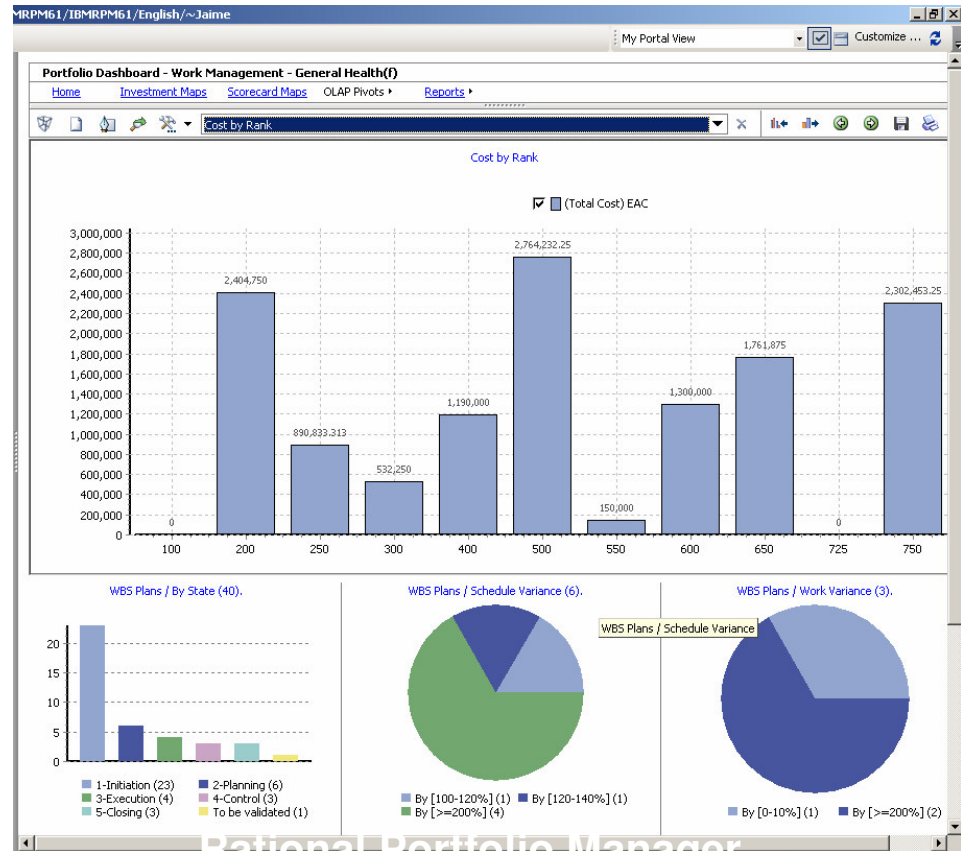 MRPM61/IBMRPM61/English/~Jaime
My Portal View Customize ...
Portfolio Dashboard - Work Management - General Health(f)
Home Investment Maps Scorecard Maps OLAP Pivots Reports
Cost by Rank
Cost by Rank
(Total Cost) EAC
3,000,000
2,800,000
2,600,000
2,400,000
2,200,000
2,000,000
1,800,000
1,600,000
1,400,000
1,200,000
1,000,000
800,000
600,000
400,000
200,000
0
0
2,404,750
890,833.313
532,250
1,190,000
2,764,232.25
150,000
1,300,000
1,761,875
0
2,302,453.25
100 200 250 300 400 500 550 600 650 725 750
WBS Plans / By State (40).
20
15
10
5
0
1-Initiation (23) 2-Planning (6)
3-Execution (4) 4-Control (3)
5-Closing (3) To be validated (1)
WBS Plans / Schedule Variance (6).
WBS Plans / Schedule Variance
By [100-120%] (1) By [120-140%] (1)
By [>=200%] (4)
WBS Plans / Work Variance (3).
By [0-10%] (1) By [>=200%] (2)
Rational Portfolio Manager